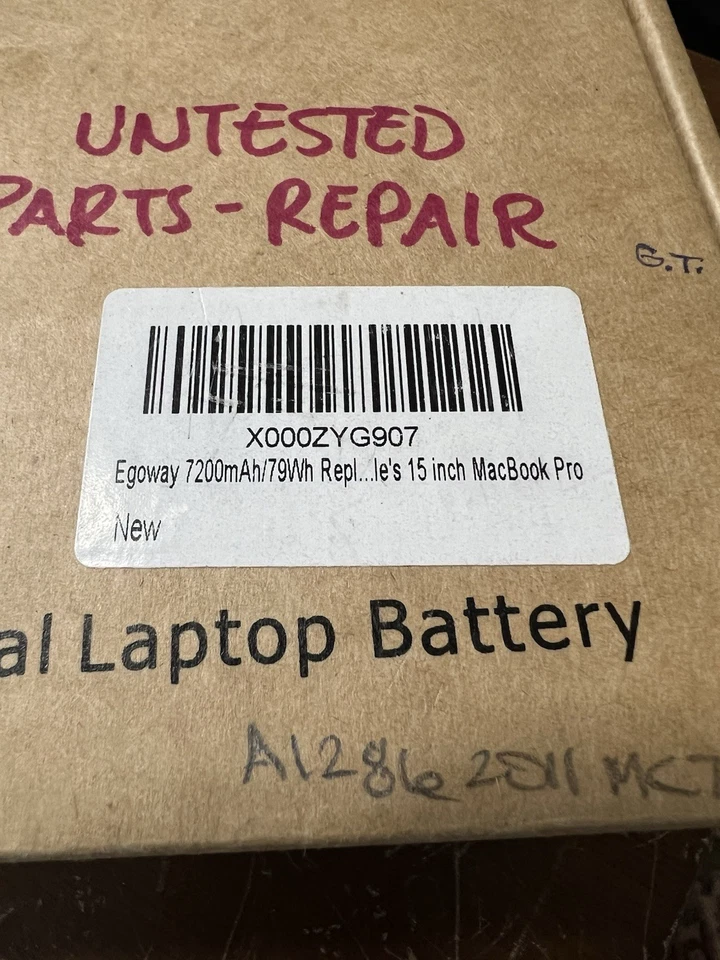 UNTESTED
PARTS - REPAIR
G.T.
X000ZYG907
Egoway 7200mAh/79Wh Repl...le's 15 inch MacBook Pro
New
al Laptop Battery
A1286 2011 MCT